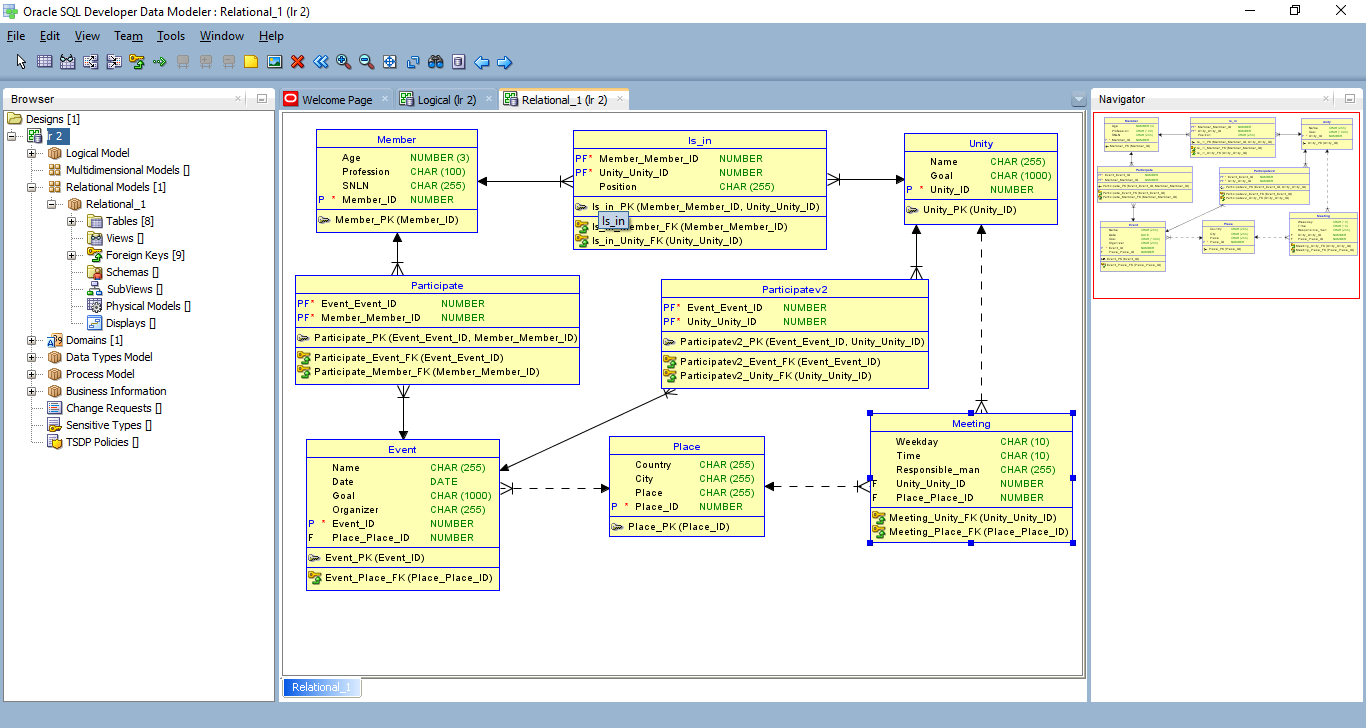 Oracle SQL Developer Data Modeler : Relational_1 (lr 2)
File Edit View Team Tools Window Help
Browser
Designs [1]
lr 2
Logical Model
Multidimensional Models []
Relational Models [1]
Relational_1
Tables [8]
Views []
Foreign Keys [9]
Schemas []
SubViews []
Physical Models []
Displays []
Domains [1]
Data Types Model
Process Model
Business Information
Change Requests []
Sensitive Types []
TSDP Policies []
Welcome Page
Logical (lr 2)
Relational_1 (lr 2)
Member
Age NUMBER (3)
Profession CHAR (100)
SNLN CHAR (255)
P * Member_ID NUMBER
Member_PK (Member_ID)
Is_in
PF* Member_Member_ID NUMBER
PF* Unity_Unity_ID NUMBER
Position CHAR (255)
Is_in_PK (Member_Member_ID, Unity_Unity_ID)
Is_in_Member_FK (Member_Member_ID)
Is_in_Unity_FK (Unity_Unity_ID)
Is_in
Unity
Name CHAR (255)
Goal CHAR (1000)
P * Unity_ID NUMBER
Unity_PK (Unity_ID)
Participate
PF* Event_Event_ID NUMBER
PF* Member_Member_ID NUMBER
Participate_PK (Event_Event_ID, Member_Member_ID)
Participate_Event_FK (Event_Event_ID)
Participate_Member_FK (Member_Member_ID)
Participatev2
PF* Event_Event_ID NUMBER
PF* Unity_Unity_ID NUMBER
Participatev2_PK (Event_Event_ID, Unity_Unity_ID)
Participatev2_Event_FK (Event_Event_ID)
Participatev2_Unity_FK (Unity_Unity_ID)
Event
Name CHAR (255)
Date DATE
Goal CHAR (1000)
Organizer CHAR (255)
P * Event_ID NUMBER
F Place_Place_ID NUMBER
Event_PK (Event_ID)
Event_Place_FK (Place_Place_ID)
Place
Country CHAR (255)
City CHAR (255)
Place CHAR (255)
P * Place_ID NUMBER
Place_PK (Place_ID)
Meeting
Weekday CHAR (10)
Time CHAR (10)
Responsible_man CHAR (255)
F Unity_Unity_ID NUMBER
F Place_Place_ID NUMBER
Meeting_Unity_FK (Unity_Unity_ID)
Meeting_Place_FK (Place_Place_ID)
Relational_1
Navigator